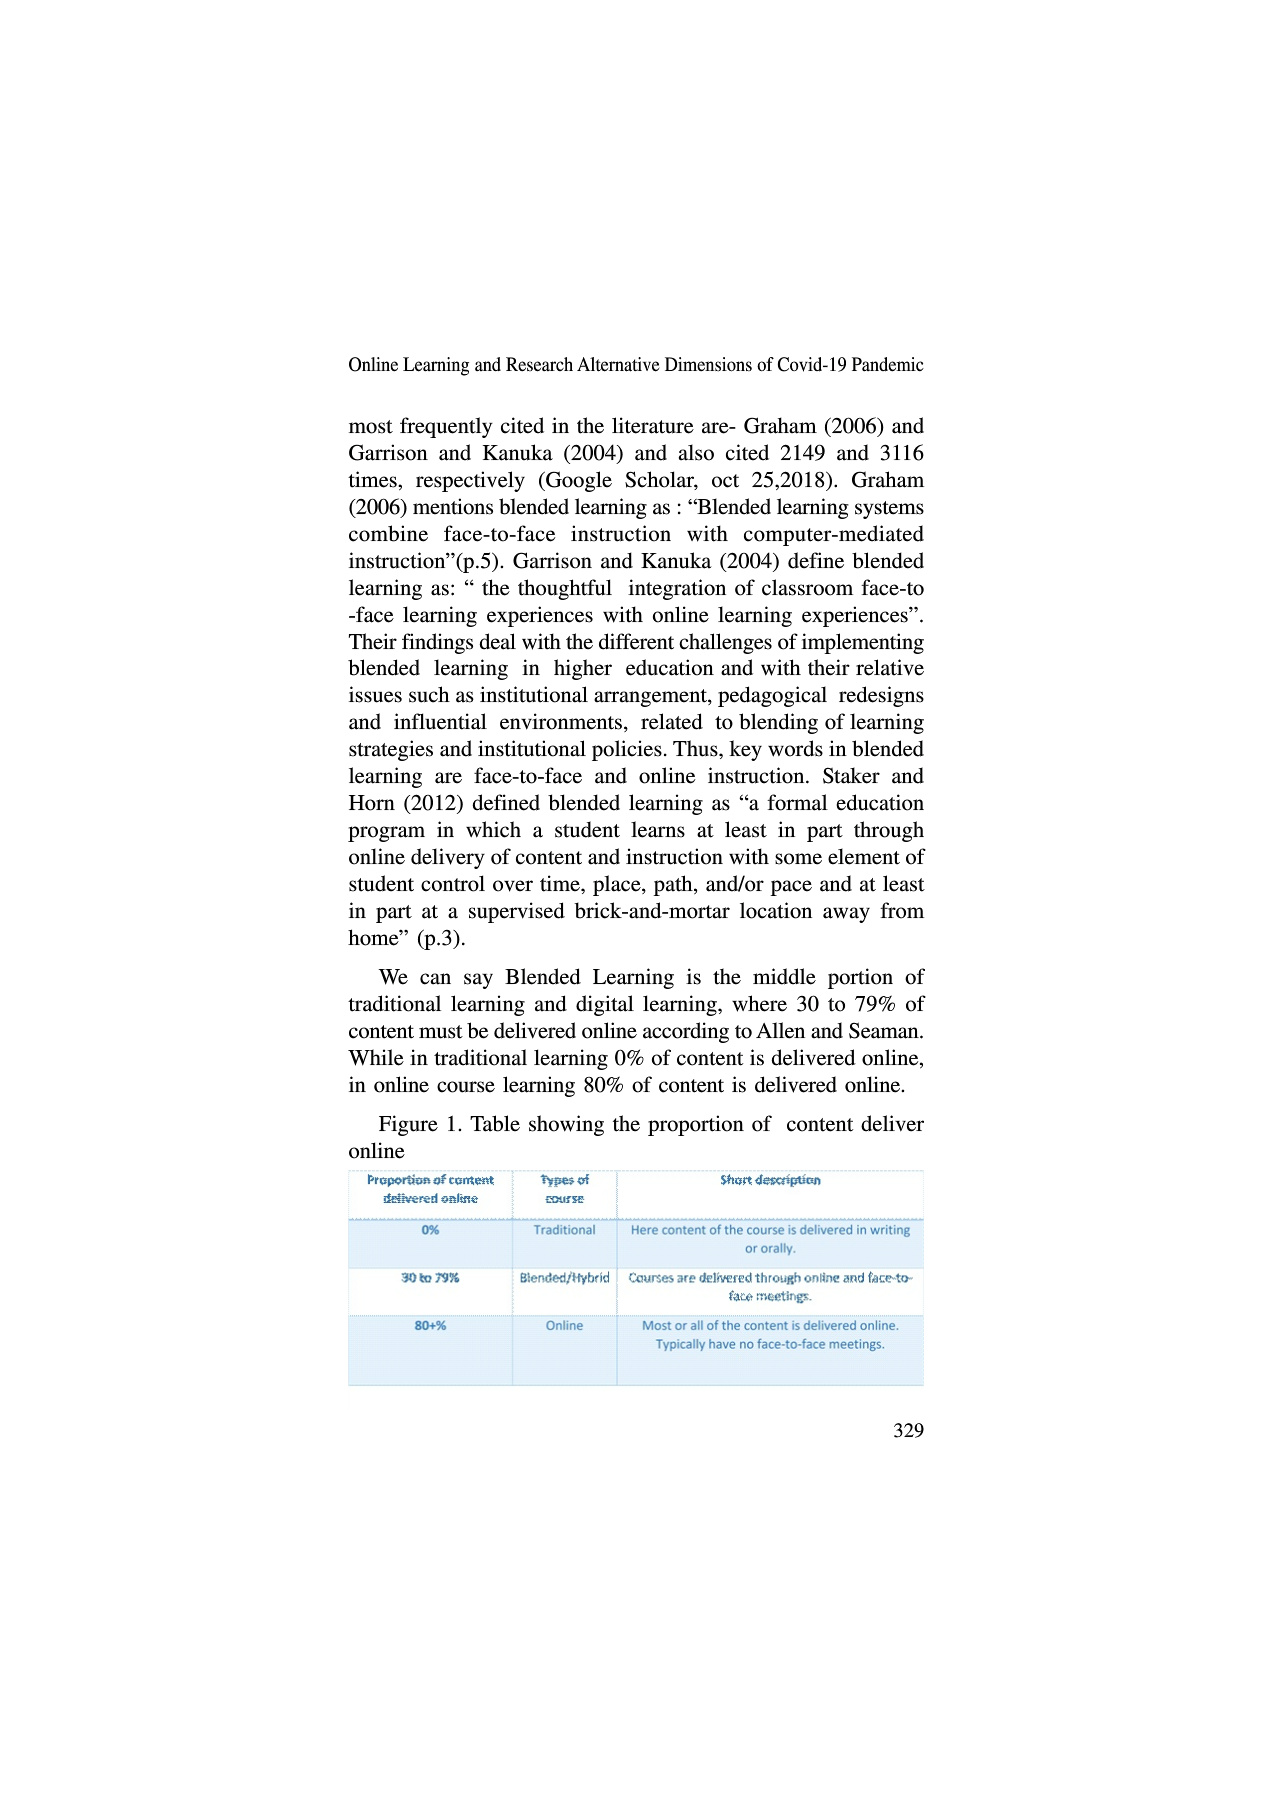 Online Learning and Research Alternative Dimensions of Covid-19 Pandemic
most frequently cited in the literature are- Graham (2006) and
Garrison and Kanuka (2004) and also cited 2149 and 3116
times, respectively (Google Scholar, oct 25,2018). Graham
(2006) mentions blended learning as : “Blended learning systems
combine face-to-face instruction with computer-mediated
instruction”(p.5). Garrison and Kanuka (2004) define blended
learning as: “ the thoughtful integration of classroom face-to
-face learning experiences with online learning experiences”.
Their findings deal with the different challenges of implementing
blended learning in higher education and with their relative
issues such as institutional arrangement, pedagogical redesigns
and influential environments, related to blending of learning
strategies and institutional policies. Thus, key words in blended
learning are face-to-face and online instruction. Staker and
Horn (2012) defined blended learning as “a formal education
program in which a student learns at least in part through
online delivery of content and instruction with some element of
student control over time, place, path, and/or pace and at least
in part at a supervised brick-and-mortar location away from
home” (p.3).
We can say Blended Learning is the middle portion of
traditional learning and digital learning, where 30 to 79% of
content must be delivered online according to Allen and Seaman.
While in traditional learning 0% of content is delivered online,
in online course learning 80% of content is delivered online.
Figure 1. Table showing the proportion of content deliver
online
Proportion of content
delivered online
Types of
course
Short description
0%
Traditional
Here content of the course is delivered in writing
or orally.
30 to 79%
Blended/Hybrid
Courses are delivered through online and face-to-
face meetings.
80+%
Online
Most or all of the content is delivered online.
Typically have no face-to-face meetings.
329